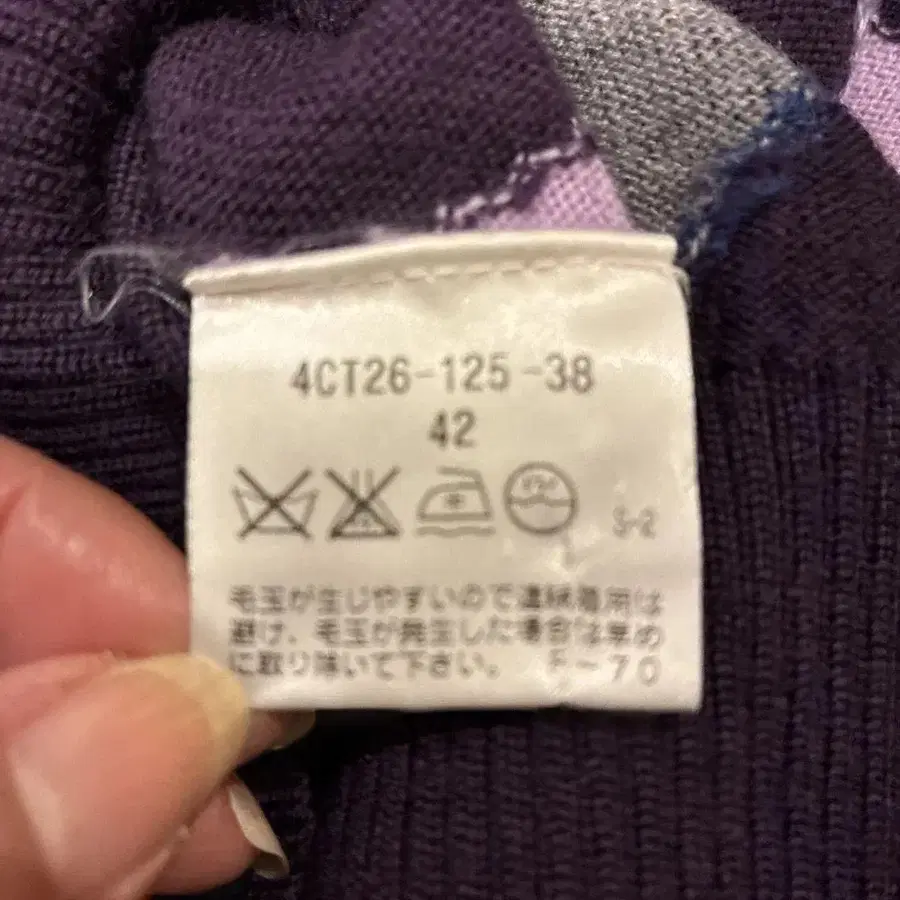 4CT26-125-38
42
S-2
毛玉が生じやすいので連続着用は
避け、毛玉が発生した場合は早め
に取り除いて下さい。 F-70